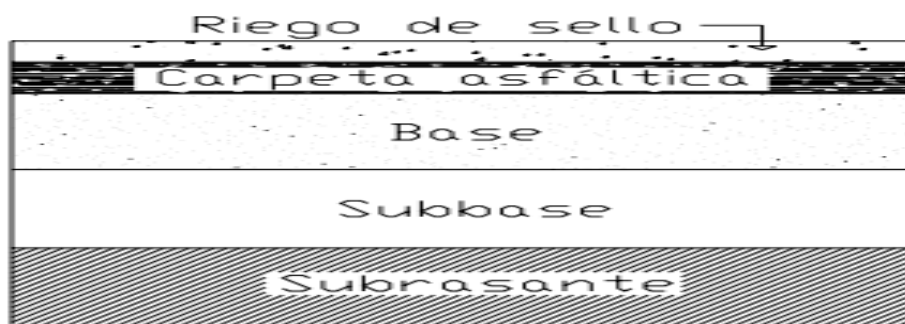 Riego de sello
Carpeta asfáltica
Base
Subbase
Subrasante